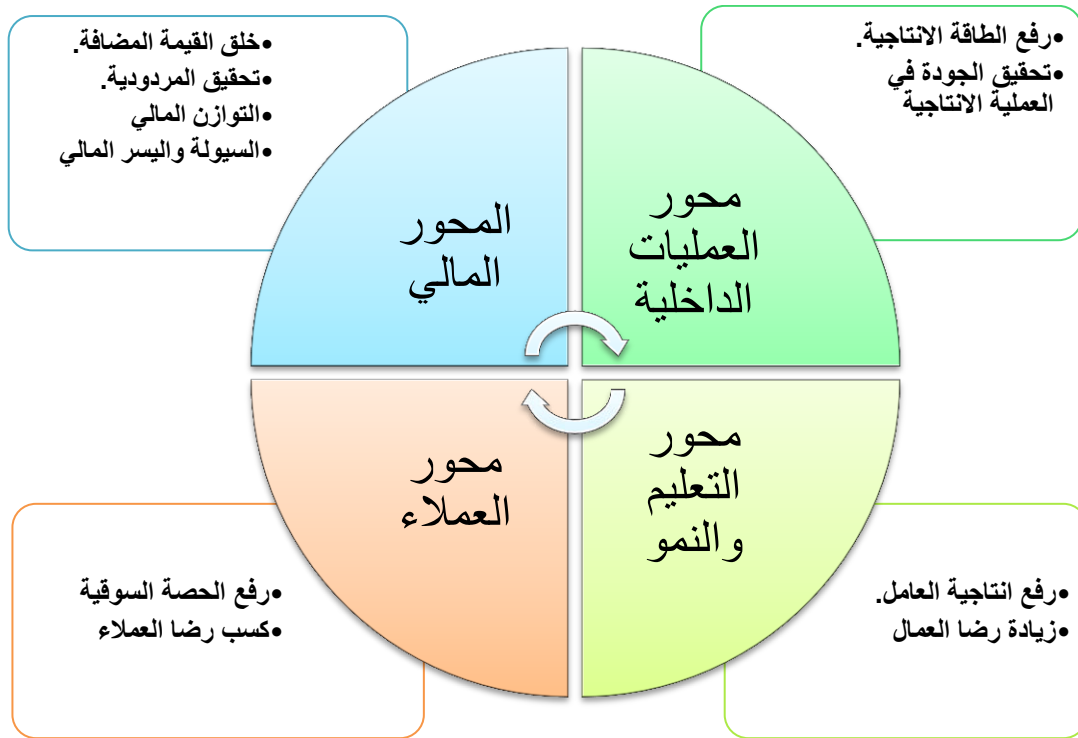 •رفع الطاقة الانتاجية.
•تحقيق الجودة في
العملية الانتاجية
•خلق القيمة المضافة.
•تحقيق المردودية.
•التوازن المالي
•السيولة واليسر المالي
محور
العمليات
الداخلية
المحور
المالي
محور
التعليم
والنمو
محور
العملاء
•رفع انتاجية العامل.
•زيادة رضا العمال
•رفع الحصة السوقية
•كسب رضا العملاء